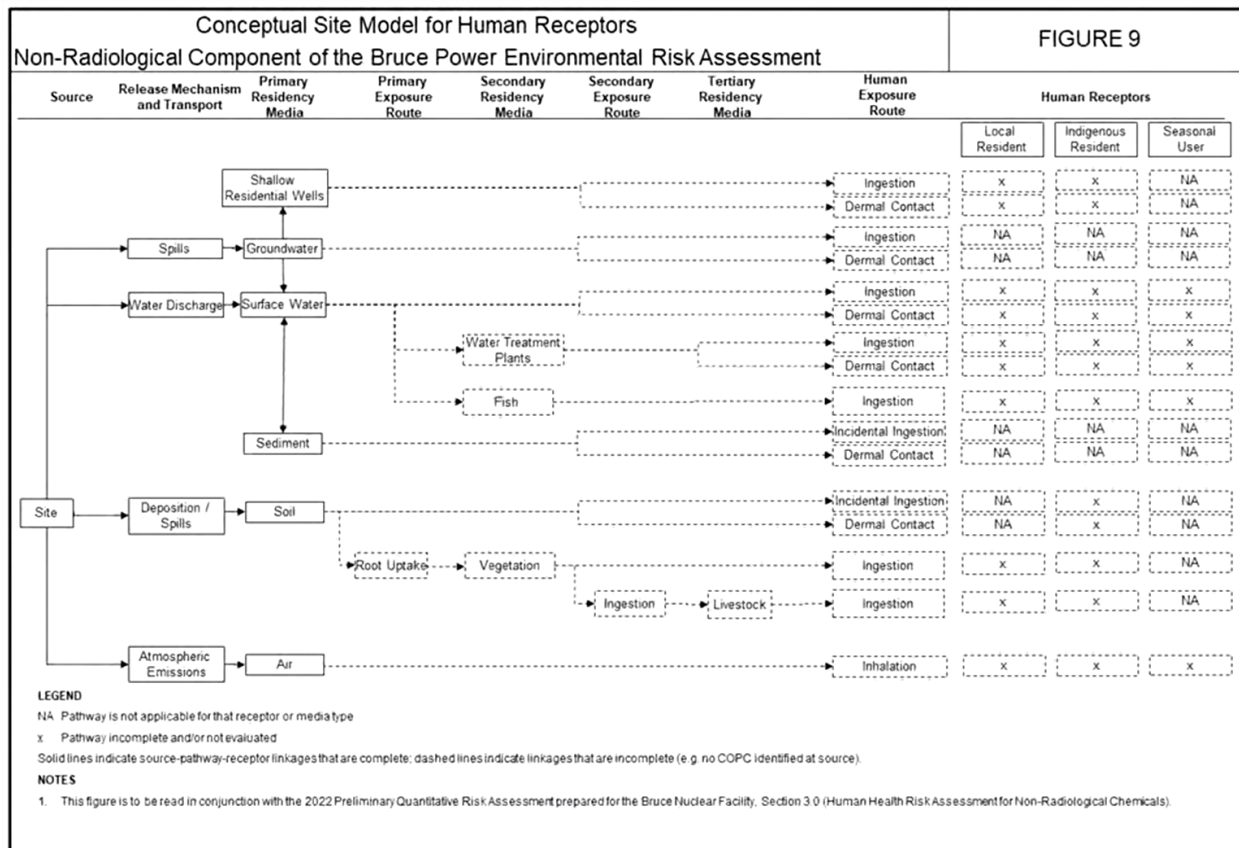 Conceptual Site Model for Human Receptors
Non-Radiological Component of the Bruce Power Environmental Risk Assessment
FIGURE 9
Source
Release Mechanism
and Transport
Primary
Residency
Media
Primary
Exposure
Route
Secondary
Residency
Media
Secondary
Exposure
Route
Tertiary
Residency
Media
Human
Exposure
Route
Human Receptors
Local
Resident
Indigenous
Resident
Seasonal
User
Shallow
Residential Wells
Ingestion x x NA
Dermal Contact x x NA
Spills Groundwater
Ingestion NA NA NA
Dermal Contact NA NA NA
Water Discharge Surface Water
Ingestion x x x
Dermal Contact x x x
Water Treatment
Plants
Ingestion x x x
Dermal Contact x x x
Fish Ingestion x x x
Sediment
Incidental Ingestion NA NA NA
Dermal Contact NA NA NA
Site
Deposition /
Spills
Soil
Incidental Ingestion NA x NA
Dermal Contact NA x NA
Root Uptake Vegetation Ingestion x x NA
Ingestion Livestock Ingestion x x NA
Atmospheric
Emissions
Air Inhalation x x x
LEGEND
NA Pathway is not applicable for that receptor or media type
x Pathway incomplete and/or not evaluated
Solid lines indicate source-pathway-receptor linkages that are complete; dashed lines indicate linkages that are incomplete (e.g. no COPC identified at source).
NOTES
1. This figure is to be read in conjunction with the 2022 Preliminary Quantitative Risk Assessment prepared for the Bruce Nuclear Facility, Section 3.0 (Human Health Risk Assessment for Non-Radiological Chemicals).